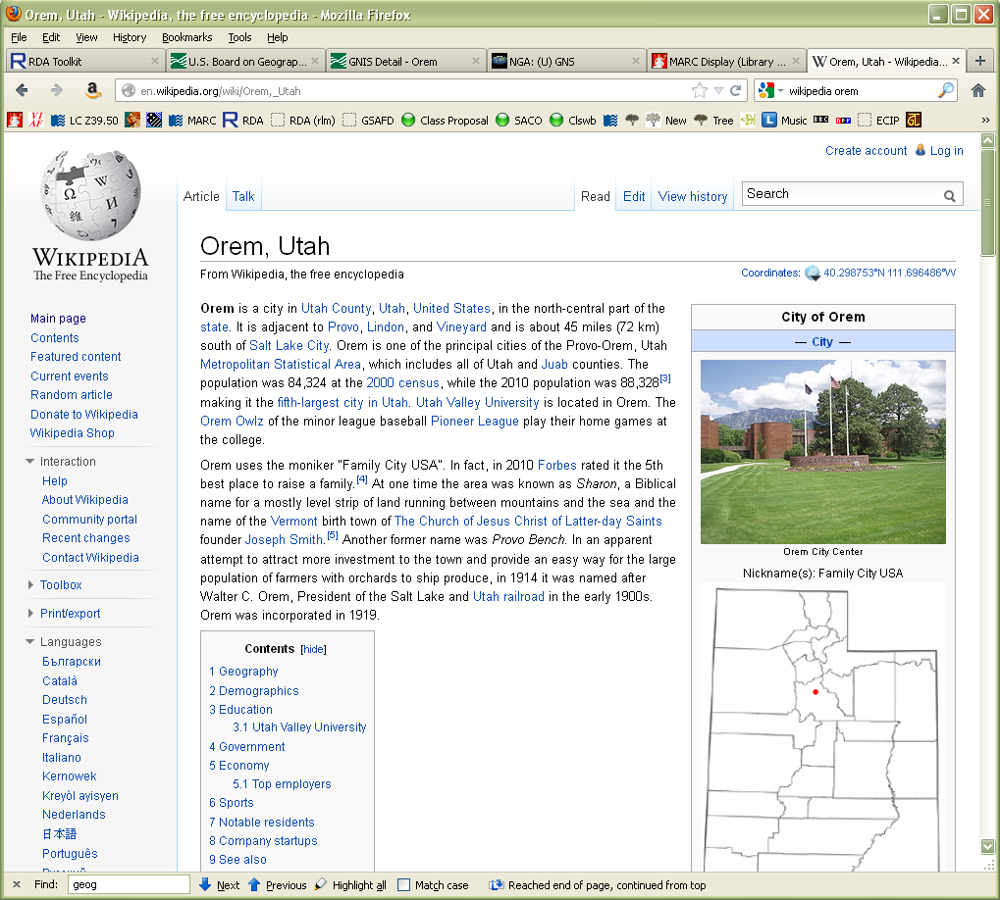 Orem, Utah - Wikipedia, the free encyclopedia - Mozilla Firefox
File Edit View History Bookmarks Tools Help
RDA Toolkit U.S. Board on Geograp... GNIS Detail - Orem NGA: (U) GNS MARC Display (Library ... Orem, Utah - Wikipedia...
en.wikipedia.org/wiki/Orem,_Utah wikipedia orem
LC Z39.50 MARC RDA RDA (rlm) GSAFD Class Proposal SACO Clswb New Tree Music BBC ECIP
Create account Log in
Article Talk Read Edit View history Search
WIKIPEDIA
The Free Encyclopedia
Main page
Contents
Featured content
Current events
Random article
Donate to Wikipedia
Wikipedia Shop
Interaction
Help
About Wikipedia
Community portal
Recent changes
Contact Wikipedia
Toolbox
Print/export
Languages
Български
Català
Deutsch
Español
Français
Italiano
Kernowek
Kreyòl ayisyen
Nederlands
日本語
Português
Orem, Utah
From Wikipedia, the free encyclopedia
Coordinates: 40.298753°N 111.696486°W
Orem is a city in Utah County, Utah, United States, in the north-central part of the
state. It is adjacent to Provo, Lindon, and Vineyard and is about 45 miles (72 km)
south of Salt Lake City. Orem is one of the principal cities of the Provo-Orem, Utah
Metropolitan Statistical Area, which includes all of Utah and Juab counties. The
population was 84,324 at the 2000 census, while the 2010 population was 88,328[3]
making it the fifth-largest city in Utah. Utah Valley University is located in Orem. The
Orem Owlz of the minor league baseball Pioneer League play their home games at
the college.
Orem uses the moniker "Family City USA". In fact, in 2010 Forbes rated it the 5th
best place to raise a family.[4] At one time the area was known as Sharon, a Biblical
name for a mostly level strip of land running between mountains and the sea and the
name of the Vermont birth town of The Church of Jesus Christ of Latter-day Saints
founder Joseph Smith.[5] Another former name was Provo Bench. In an apparent
attempt to attract more investment to the town and provide an easy way for the large
population of farmers with orchards to ship produce, in 1914 it was named after
Walter C. Orem, President of the Salt Lake and Utah railroad in the early 1900s.
Orem was incorporated in 1919.
Contents [hide]
1 Geography
2 Demographics
3 Education
3.1 Utah Valley University
4 Government
5 Economy
5.1 Top employers
6 Sports
7 Notable residents
8 Company startups
9 See also
City of Orem
— City —
Orem City Center
Nickname(s): Family City USA
Find: geog Next Previous Highlight all Match case Reached end of page, continued from top